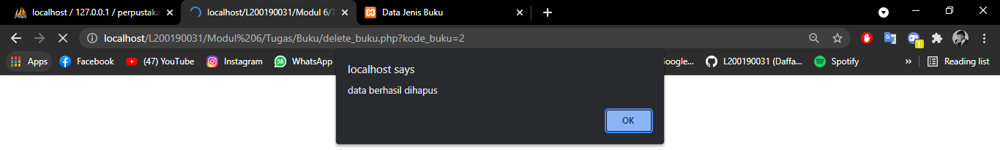 localhost / 127.0.0.1 / perpustaka
localhost/L200190031/Modul 6/T
Data Jenis Buku
localhost/L200190031/Modul%206/Tugas/Buku/delete_buku.php?kode_buku=2
Apps
Facebook
(47) YouTube
Instagram
38
WhatsApp
Google...
L200190031 (Daffa...
Spotify
»
Reading list
localhost says
data berhasil dihapus
OK